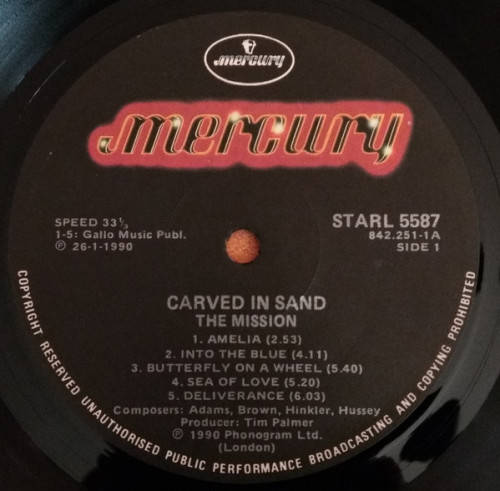 mercury
mercury
SPEED 33⅓
1-5: Gallo Music Publ.
℗ 26-1-1990
STARL 5587
842.251-1A
SIDE 1
CARVED IN SAND
THE MISSION
1. AMELIA (2.53)
2. INTO THE BLUE (4.11)
3. BUTTERFLY ON A WHEEL (5.40)
4. SEA OF LOVE (5.20)
5. DELIVERANCE (6.03)
Composers: Adams, Brown, Hinkler, Hussey
Producer: Tim Palmer
℗ 1990 Phonogram Ltd.
(London)
COPYRIGHT RESERVED UNAUTHORISED PUBLIC PERFORMANCE BROADCASTING AND COPYING PROHIBITED